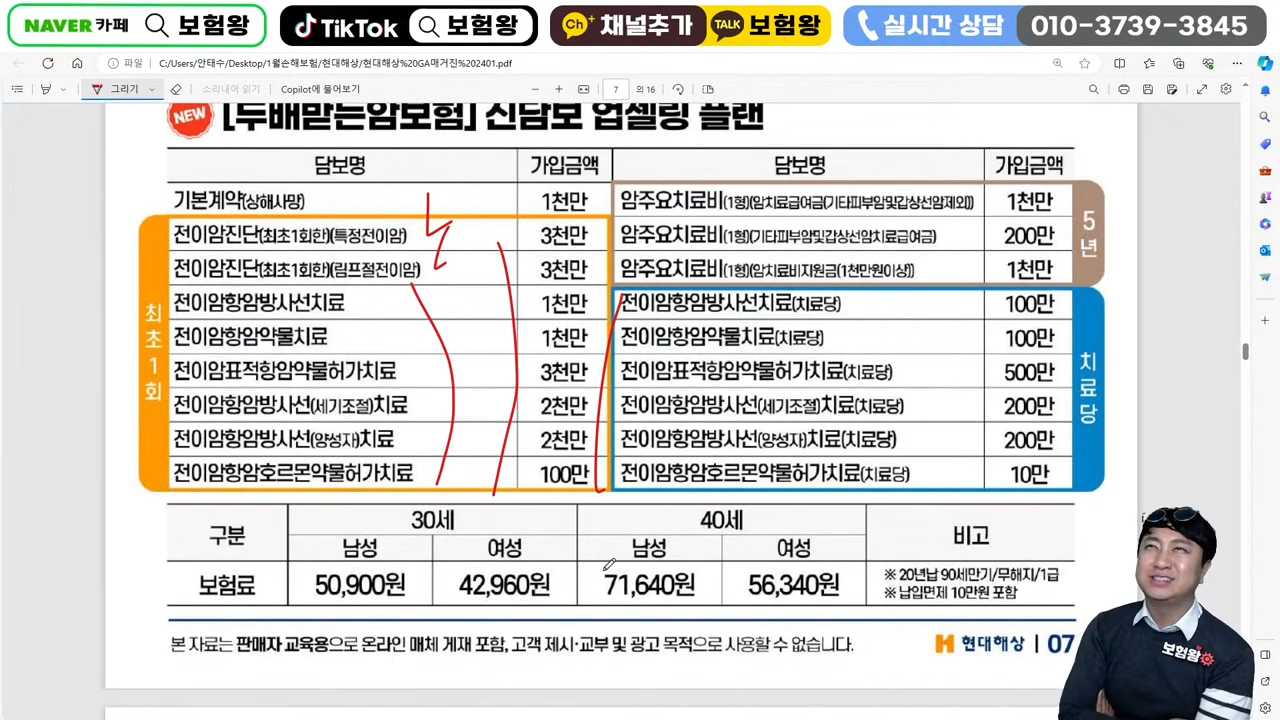 NAVER 카페 보험왕 TikTok 보험왕 Ch+ 채널추가 TALK 보험왕 실시간 상담 010-3739-3845
파일 C:/Users/안태수/Desktop/1월손해보험/현대해상/현대해상%20GA매거진%202401.pdf
그리기 소리내어 읽기 Copilot에 물어보기 7 의 16
NEW [두배받는암보험] 신담보 업셀링 플랜
담보명 가입금액 담보명 가입금액
기본계약(상해사망) 1천만 암주요치료비(1형)(암치료급여금(기타피부암및갑상선암제외)) 1천만
전이암진단(최초1회한)(특정전이암) 3천만 암주요치료비(1형)(기타피부암및갑상선암치료급여금) 200만
전이암진단(최초1회한)(림프절전이암) 3천만 암주요치료비(1형)(암치료비지원금(1천만원이상)) 1천만
5년
전이암항암방사선치료 1천만 전이암항암방사선치료(치료당) 100만
전이암항암약물치료 1천만 전이암항암약물치료(치료당) 100만
전이암표적항암약물허가치료 3천만 전이암표적항암약물허가치료(치료당) 500만
전이암항암방사선(세기조절)치료 2천만 전이암항암방사선(세기조절)치료(치료당) 200만
전이암항암방사선(양성자)치료 2천만 전이암항암방사선(양성자)치료(치료당) 200만
전이암항암호르몬약물허가치료 100만 전이암항암호르몬약물허가치료(치료당) 10만
최초1회
치료당
구분 30세 40세 비고
남성 여성 남성 여성
보험료 50,900원 42,960원 71,640원 56,340원
※ 20년납 90세만기/무해지/1급
※ 납입면제 10만원 포함
본 자료는 판매자 교육용으로 온라인 매체 게재 포함, 고객 제시·교부 및 광고 목적으로 사용할 수 없습니다. 현대해상 07
보험왕